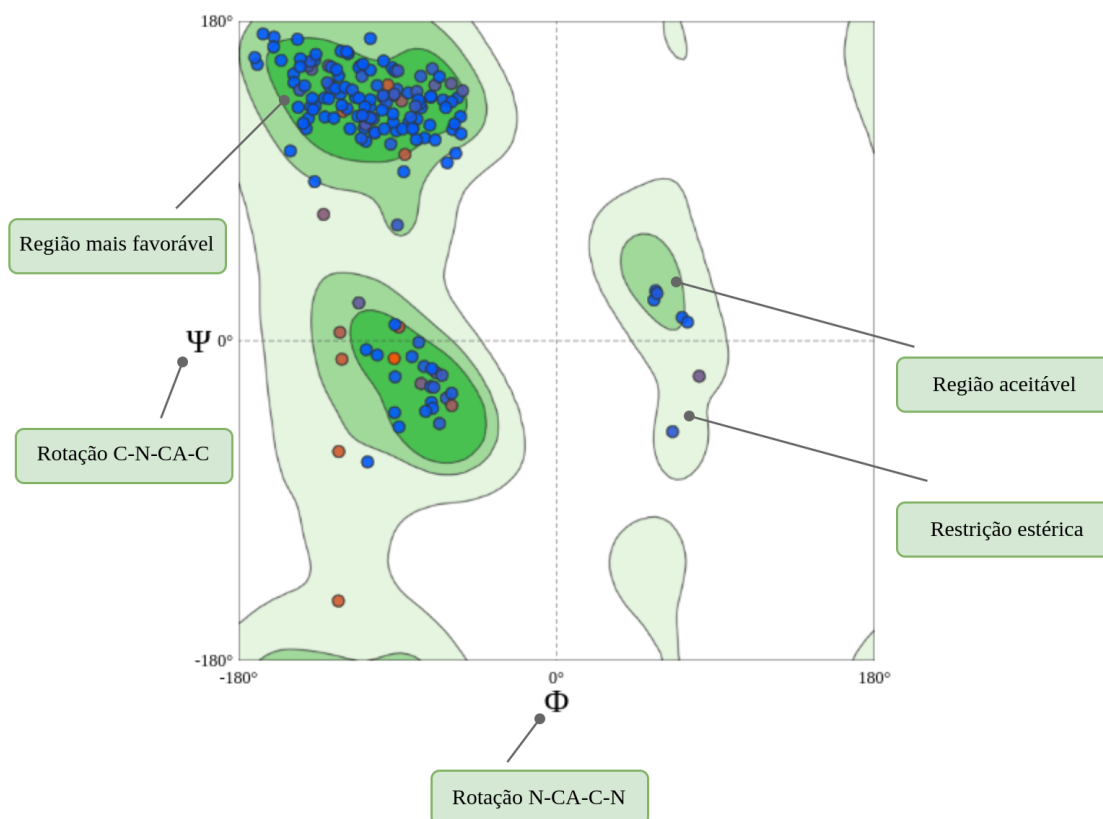 180°
Região mais favorável
Ψ 0°
Região aceitável
Rotação C-N-CA-C
Restrição estérica
-180°
-180° 0° 180°
Φ
Rotação N-CA-C-N